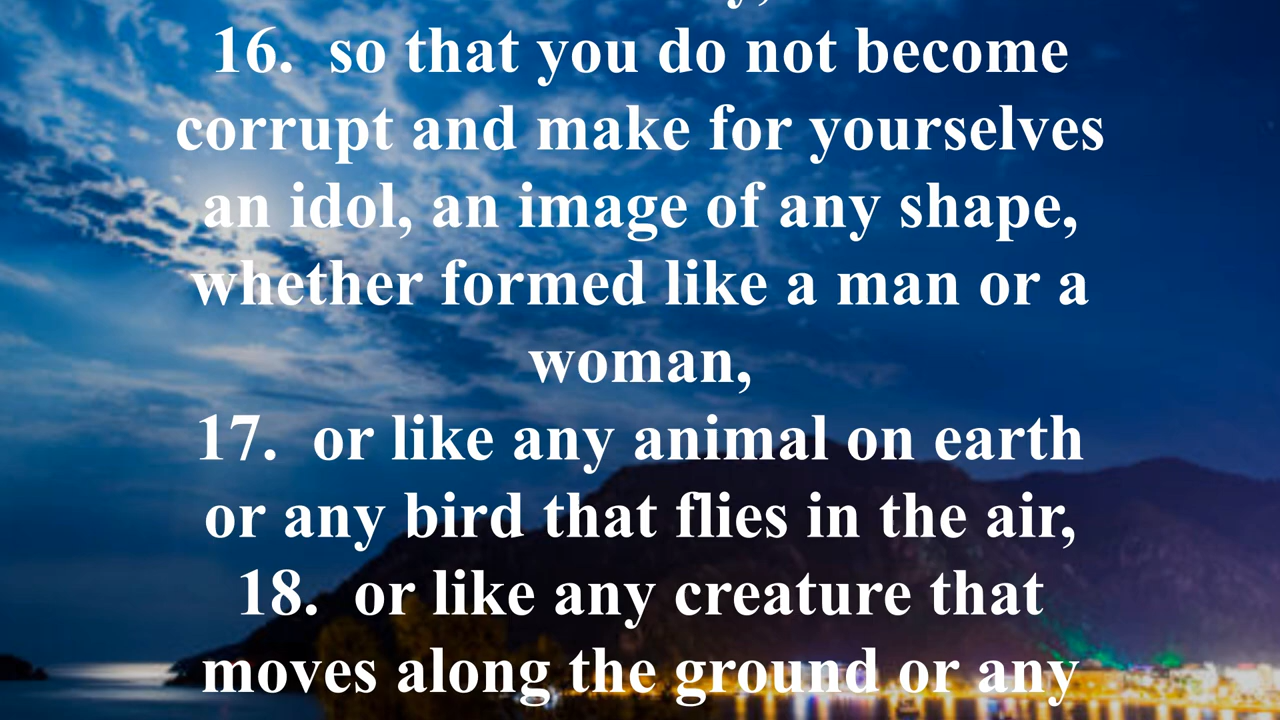 16. so that you do not become
corrupt and make for yourselves
an idol, an image of any shape,
whether formed like a man or a
woman,
17. or like any animal on earth
or any bird that flies in the air,
18. or like any creature that
moves along the ground or any